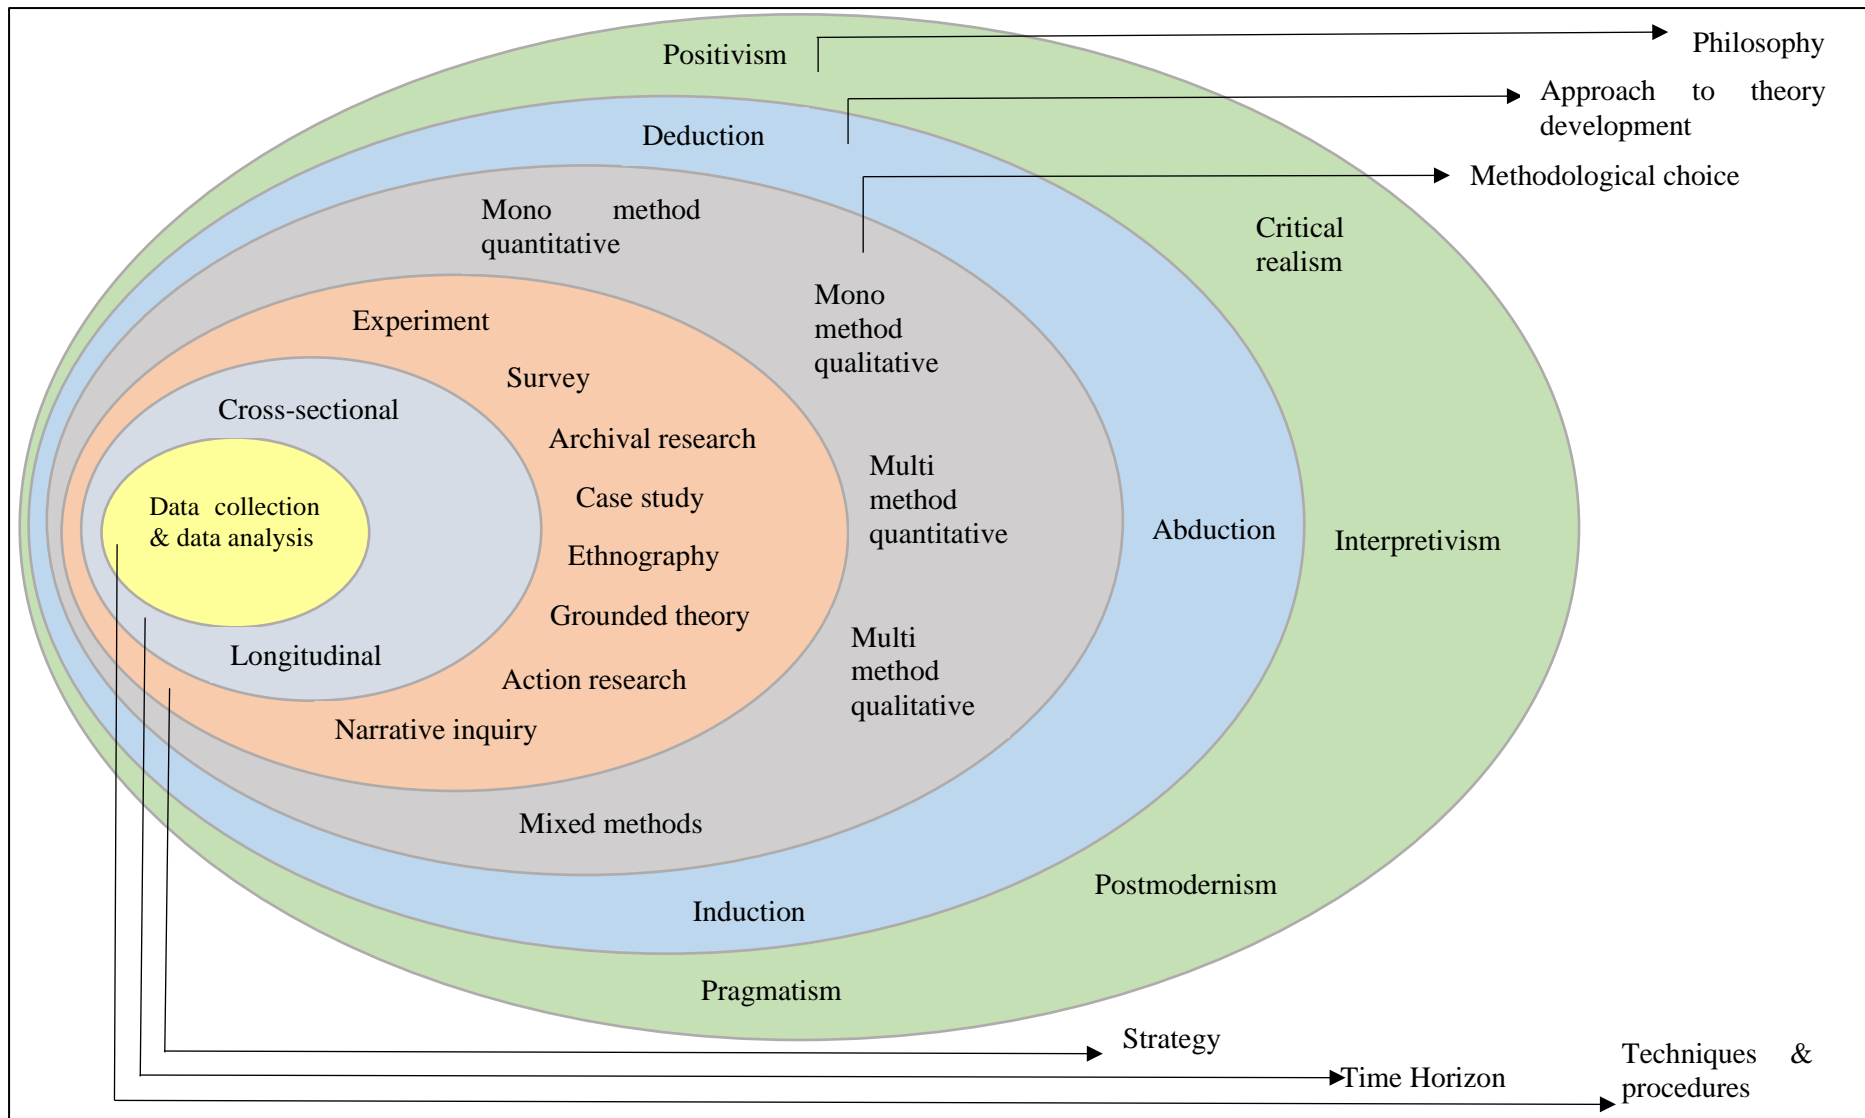 Positivism
Philosophy
Approach to theory
development
Deduction
Methodological choice
Mono method
quantitative
Critical
realism
Mono
method
qualitative
Experiment
Survey
Cross-sectional
Archival research
Multi
method
quantitative
Case study
Data collection
& data analysis
Abduction
Interpretivism
Ethnography
Grounded theory
Multi
method
qualitative
Longitudinal
Action research
Narrative inquiry
Mixed methods
Postmodernism
Induction
Pragmatism
Strategy
Time Horizon
Techniques &
procedures